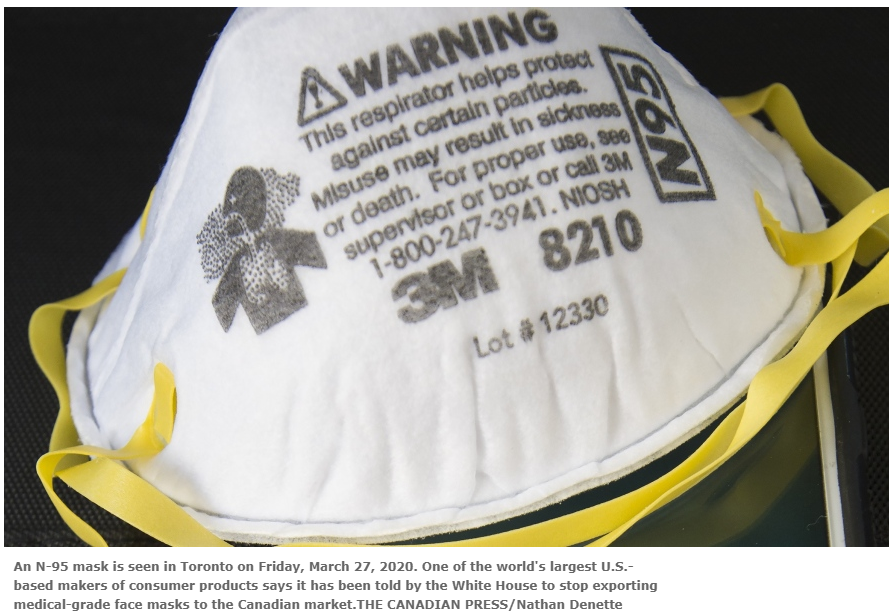 WARNING
This respirator helps protect
against certain particles.
Misuse may result in sickness
or death. For proper use, see
supervisor or box or call 3M
1-800-247-3941. NIOSH
N95
3M 8210
Lot # 12330
An N-95 mask is seen in Toronto on Friday, March 27, 2020. One of the world's largest U.S.-
based makers of consumer products says it has been told by the White House to stop exporting
medical-grade face masks to the Canadian market.THE CANADIAN PRESS/Nathan Denette